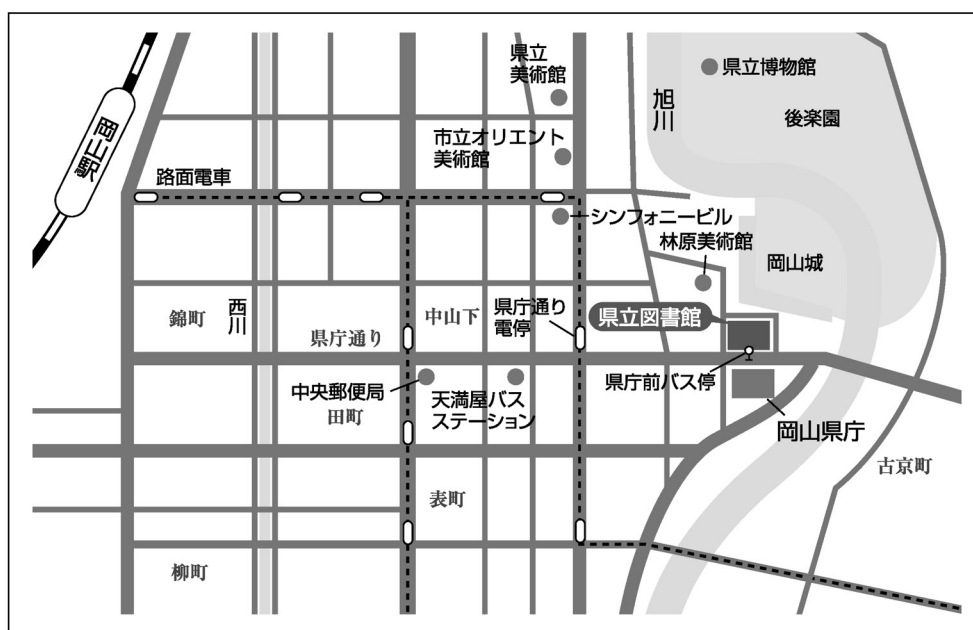 県立
美術館
県立博物館
旭川
後楽園
岡山駅
市立オリエント
美術館
路面電車
シンフォニービル
林原美術館
岡山城
錦町
西川
県庁通り
中山下
県庁通り
電停
県立図書館
中央郵便局
田町
天満屋バス
ステーション
県庁前バス停
岡山県庁
古京町
表町
柳町